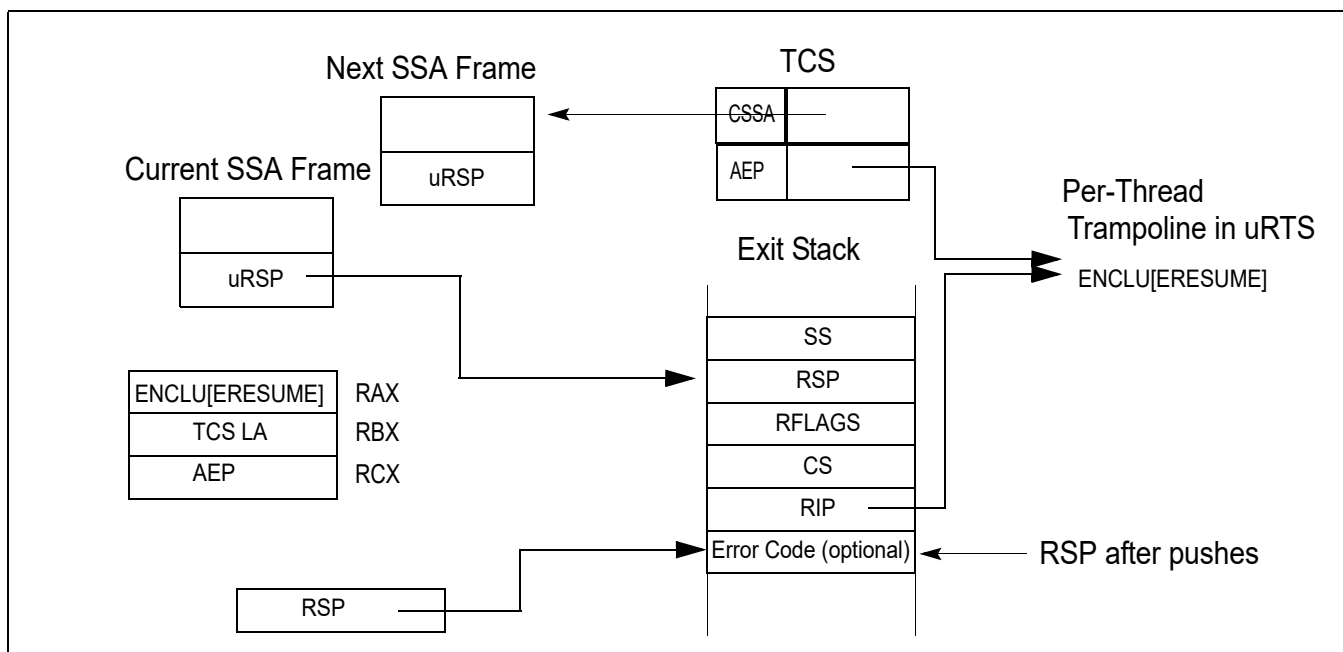 Next SSA Frame
TCS
CSSA
Current SSA Frame
uRSP
AEP
Per-Thread
Trampoline in uRTS
Exit Stack
uRSP
ENCLU[ERESUME]
SS
ENCLU[ERESUME] RAX
RSP
TCS LA RBX
RFLAGS
AEP RCX
CS
RIP
Error Code (optional)
RSP after pushes
RSP